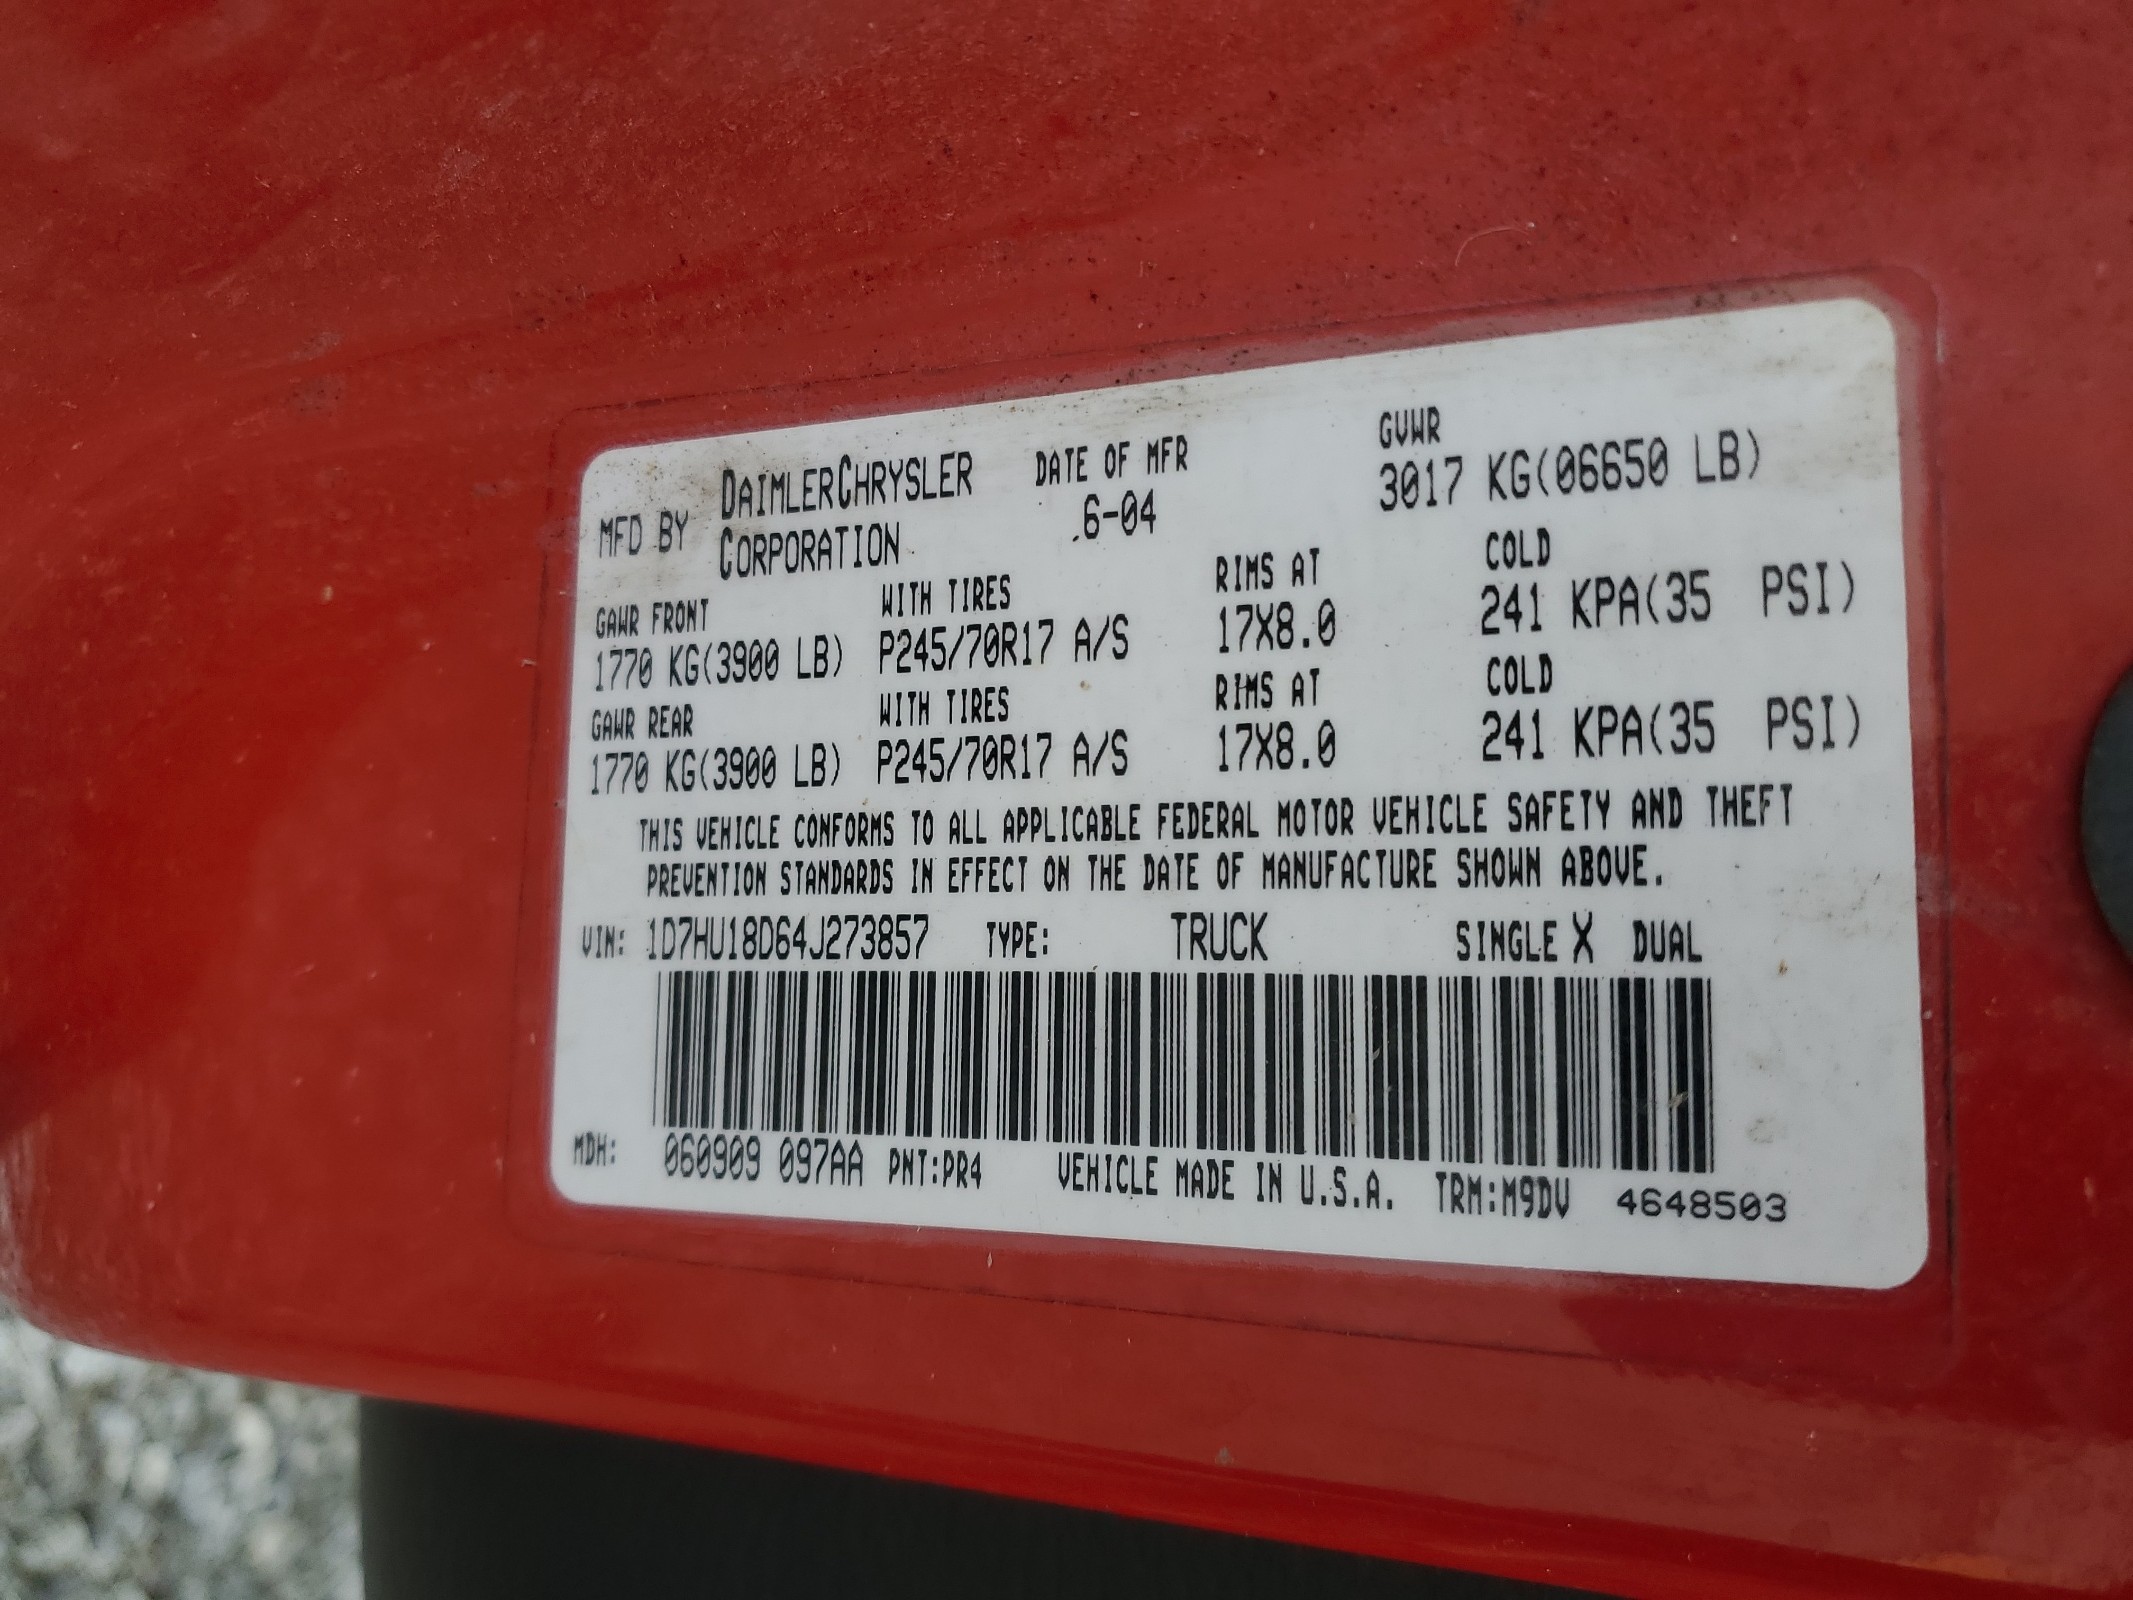 MFD BY DAIMLERCHRYSLER CORPORATION
DATE OF MFR 6-04
GVWR 3017 KG(06650 LB)
GAWR FRONT WITH TIRES RIMS AT COLD
1770 KG(3900 LB) P245/70R17 A/S 17X8.0 241 KPA(35 PSI)
GAWR REAR WITH TIRES RIMS AT COLD
1770 KG(3900 LB) P245/70R17 A/S 17X8.0 241 KPA(35 PSI)
THIS VEHICLE CONFORMS TO ALL APPLICABLE FEDERAL MOTOR VEHICLE SAFETY AND THEFT
PREVENTION STANDARDS IN EFFECT ON THE DATE OF MANUFACTURE SHOWN ABOVE.
VIN: 1D7HU18D64J273857 TYPE: TRUCK SINGLE X DUAL
MDH: 060909 097AA PNT:PR4 VEHICLE MADE IN U.S.A. TRM:M9DV 4648503